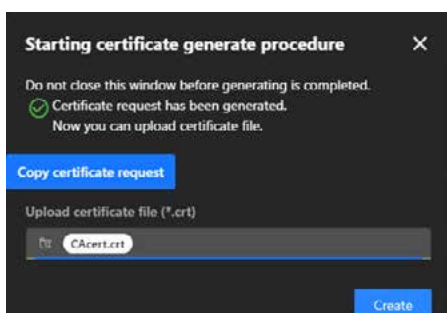 Starting certificate generate procedure
Do not close this window before generating is completed.
Certificate request has been generated.
Now you can upload certificate file.
Copy certificate request
Upload certificate file (*.crt)
CAcert.crt
Create